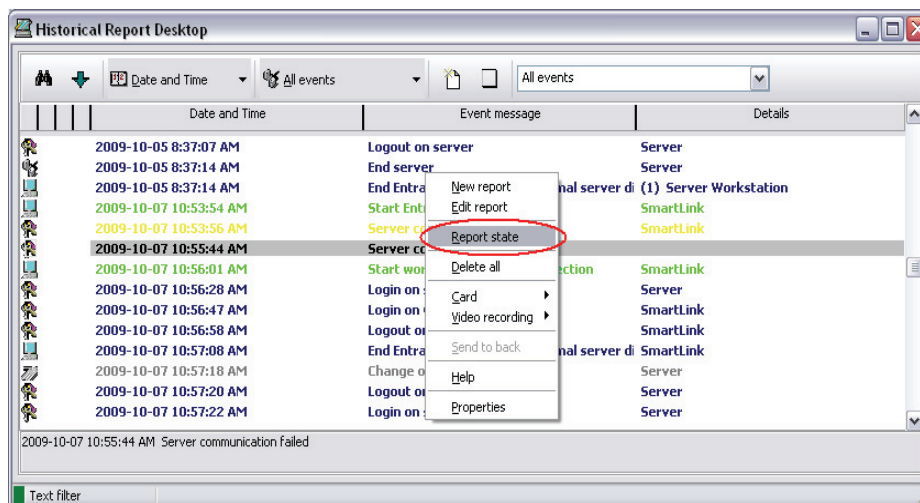 Historical Report Desktop
Date and Time All events All events
Date and Time Event message Details
2009-10-05 8:37:07 AM Logout on server Server
2009-10-05 8:37:14 AM End server Server
2009-10-05 8:37:14 AM End Entra nal server di (1) Server Workstation
2009-10-07 10:53:54 AM Start Ent SmartLink
2009-10-07 10:53:56 AM Server co SmartLink
2009-10-07 10:55:44 AM Server co
2009-10-07 10:56:01 AM Start wor ection SmartLink
2009-10-07 10:56:28 AM Login on Server
2009-10-07 10:56:47 AM Login on SmartLink
2009-10-07 10:56:58 AM Logout o SmartLink
2009-10-07 10:57:08 AM End Entra nal server di SmartLink
2009-10-07 10:57:18 AM Change o Server
2009-10-07 10:57:20 AM Logout o Server
2009-10-07 10:57:22 AM Login on Server
New report
Edit report
Report state
Delete all
Card
Video recording
Send to back
Help
Properties
2009-10-07 10:55:44 AM Server communication failed
Text filter